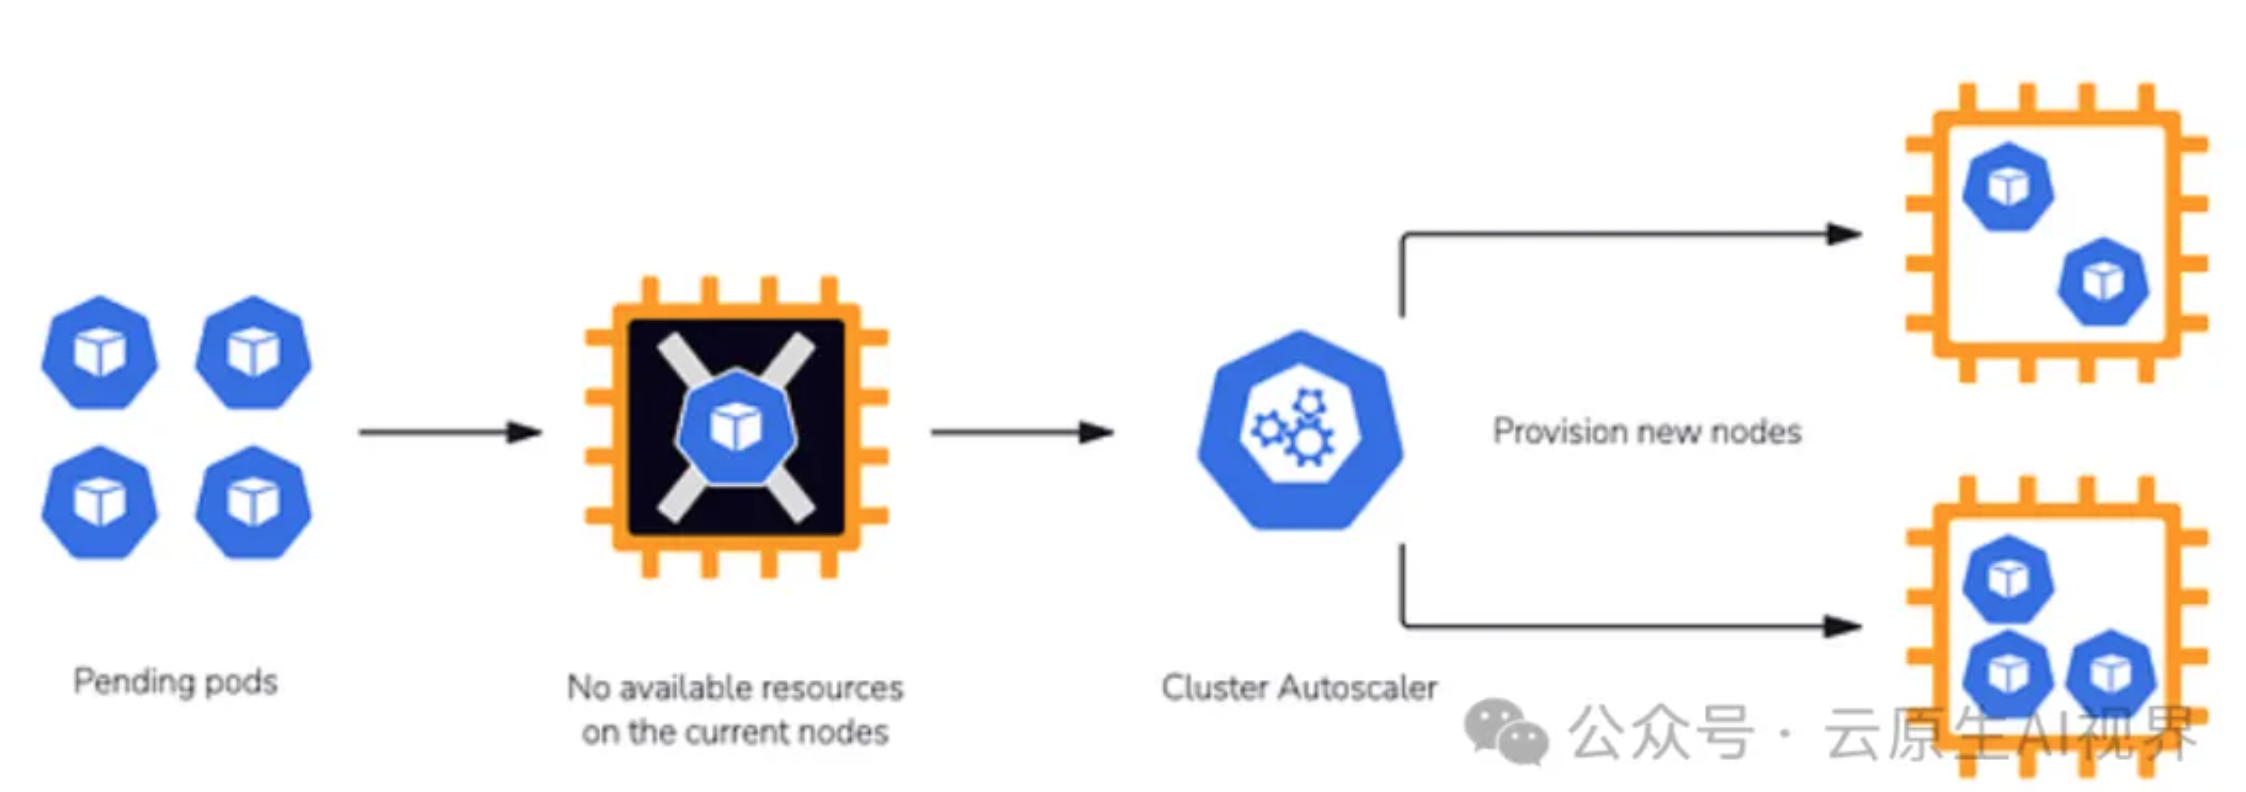 Pending pods
No available resources
on the current nodes
Cluster Autoscaler
Provision new nodes
公众号 · 云原生AI视界